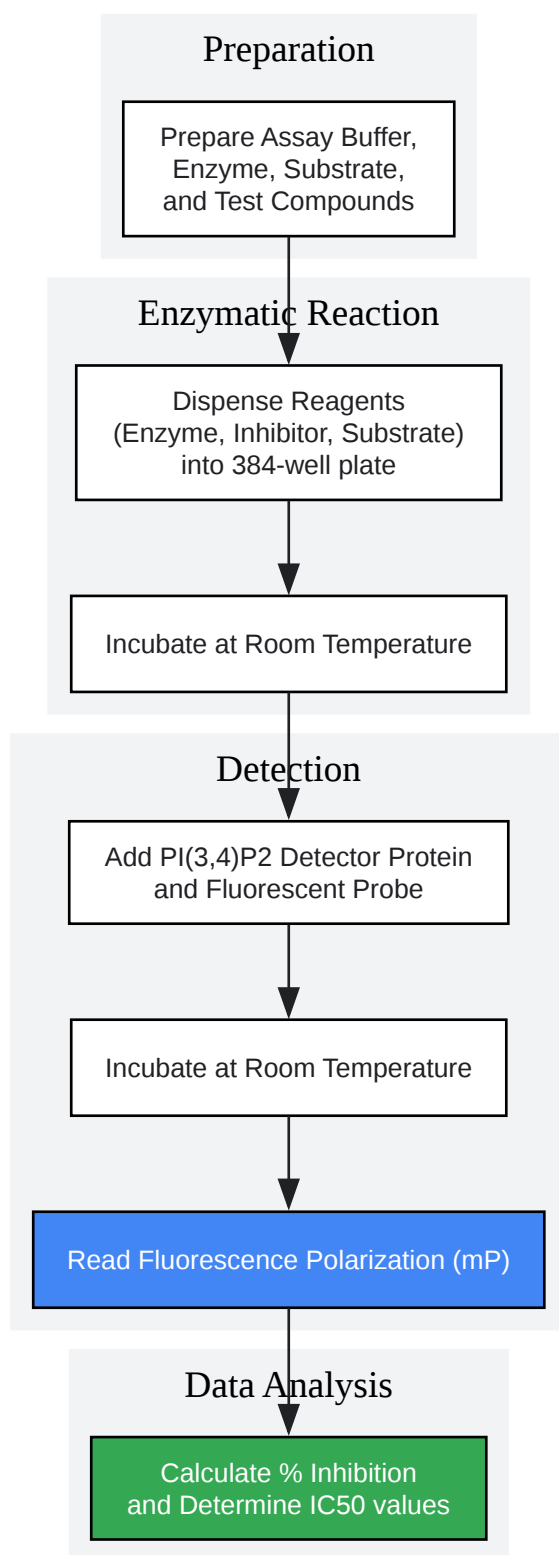 Preparation
Prepare Assay Buffer,
Enzyme, Substrate,
and Test Compounds
Enzymatic Reaction
Dispense Reagents
(Enzyme, Inhibitor, Substrate)
into 384-well plate
Incubate at Room Temperature
Detection
Add PI(3,4)P2 Detector Protein
and Fluorescent Probe
Incubate at Room Temperature
Read Fluorescence Polarization (mP)
Data Analysis
Calculate % Inhibition
and Determine IC50 values